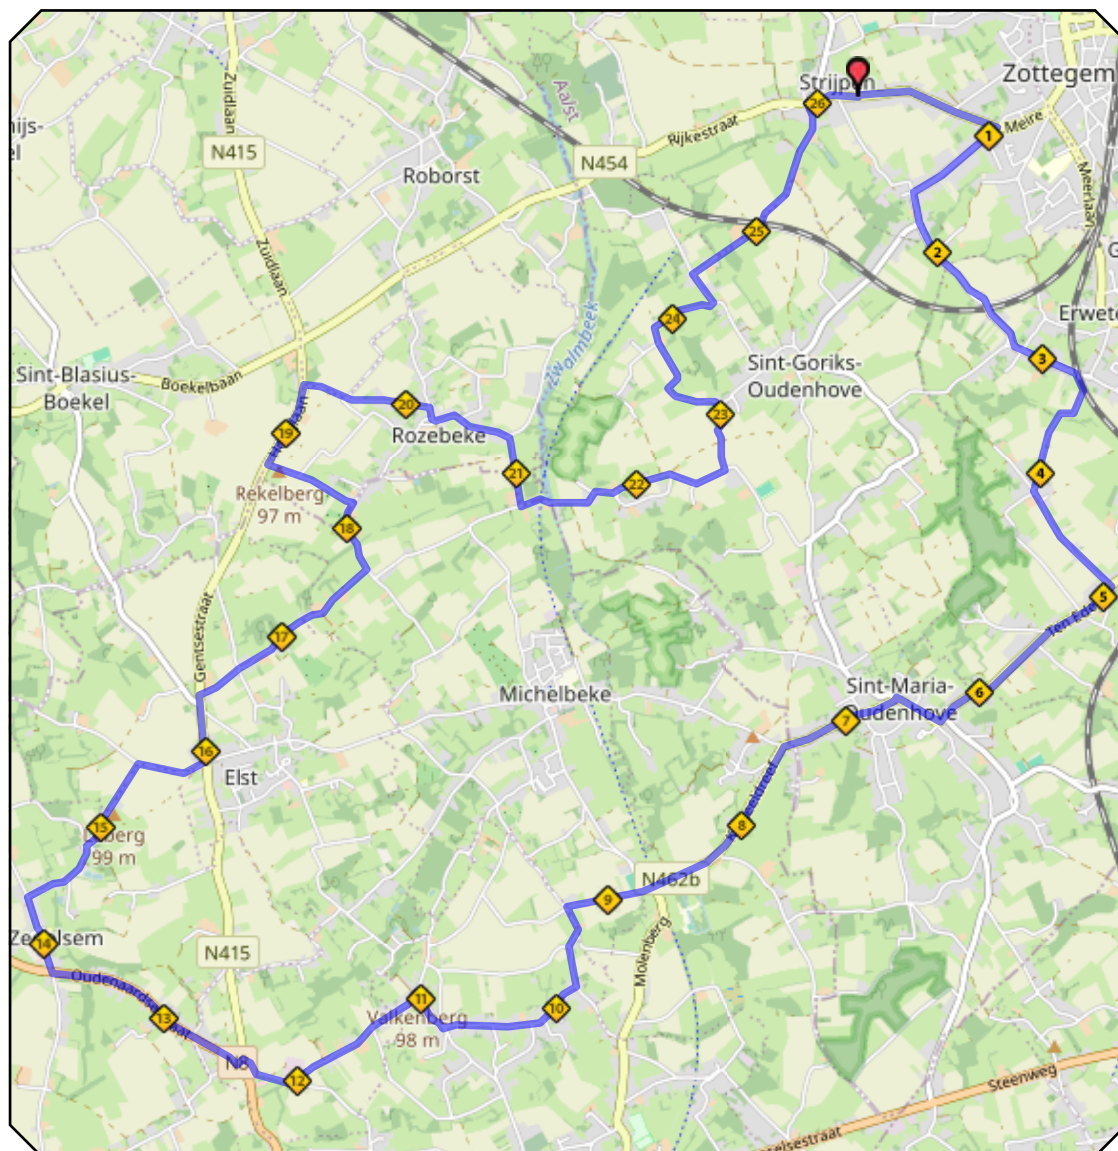 Zottegem
Strijpen
26
1
Meire
Rijkestraat
Aalst
Zuidlaan
N415
N454
Roborst
Meerlaan
Zuidlaan
25
2
Zwalmbeek
24
3
Sint-Goriks-
Oudenhove
Sint-Blasius-
Boekel
Boekelbaan
20
23
19
Rozebeke
21
4
22
Rekelberg
97 m
18
5
Ten Ede
Gentsestraat
17
Michelbeke
Sint-Maria-
Oudenhove
6
7
16
Elst
15
99 m
8
N462b
9
14
N415
Molenberg
Oudenaardsestraat
11
10
13
Valkenberg
98 m
N8
12
Steenweg